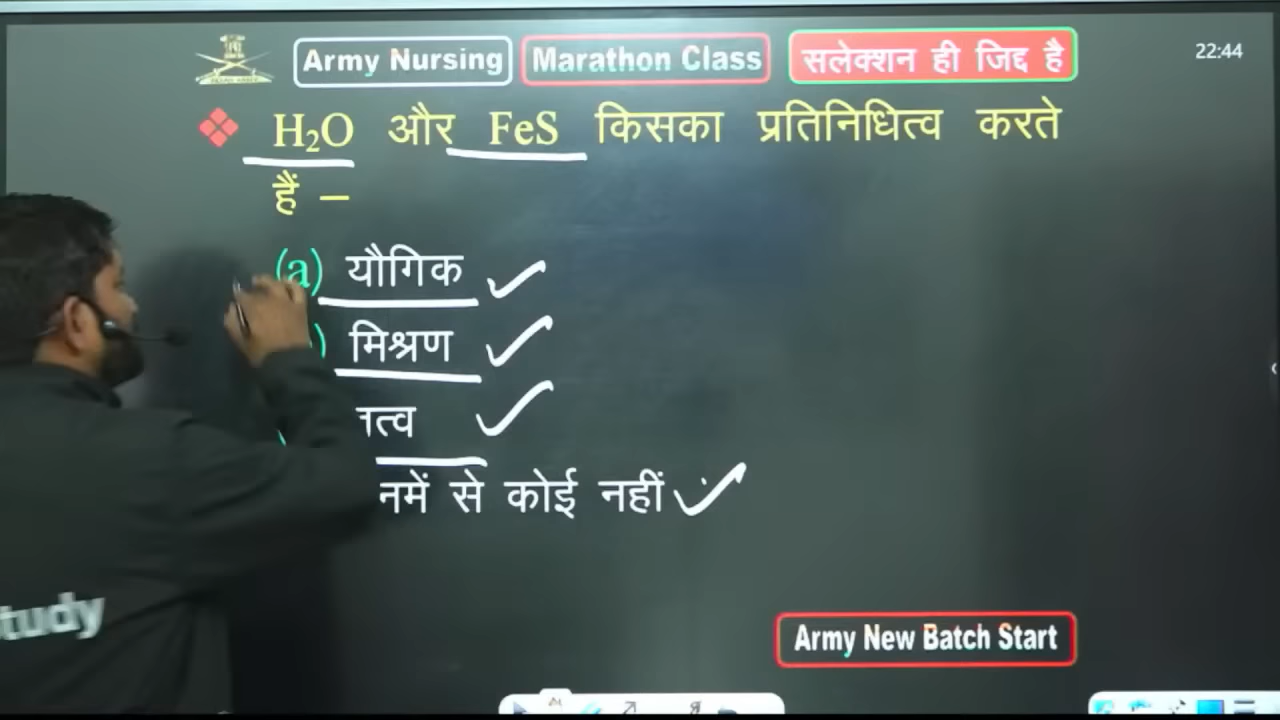 Army Nursing Marathon Class सलेक्शन ही जिद्द है 22:44
H₂O और FeS किसका प्रतिनिधित्व करते
हैं –
(a) यौगिक
) मिश्रण
त्व
नमें से कोई नहीं
tudy
Army New Batch Start